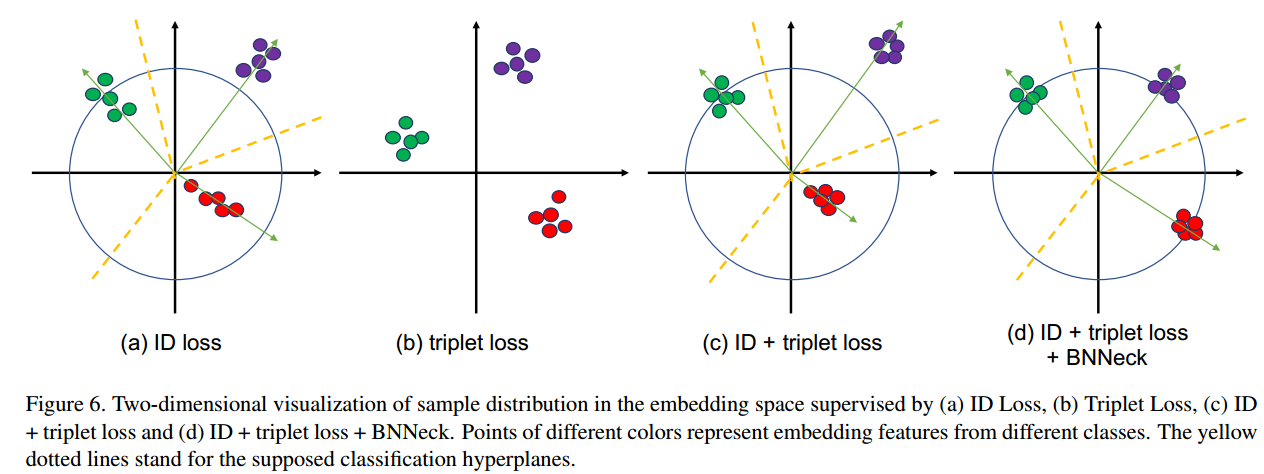 (a) ID loss
(b) triplet loss
(c) ID + triplet loss
(d) ID + triplet loss
+ BNNeck
Figure 6. Two-dimensional visualization of sample distribution in the embedding space supervised by (a) ID Loss, (b) Triplet Loss, (c) ID
+ triplet loss and (d) ID + triplet loss + BNNeck. Points of different colors represent embedding features from different classes. The yellow
dotted lines stand for the supposed classification hyperplanes.